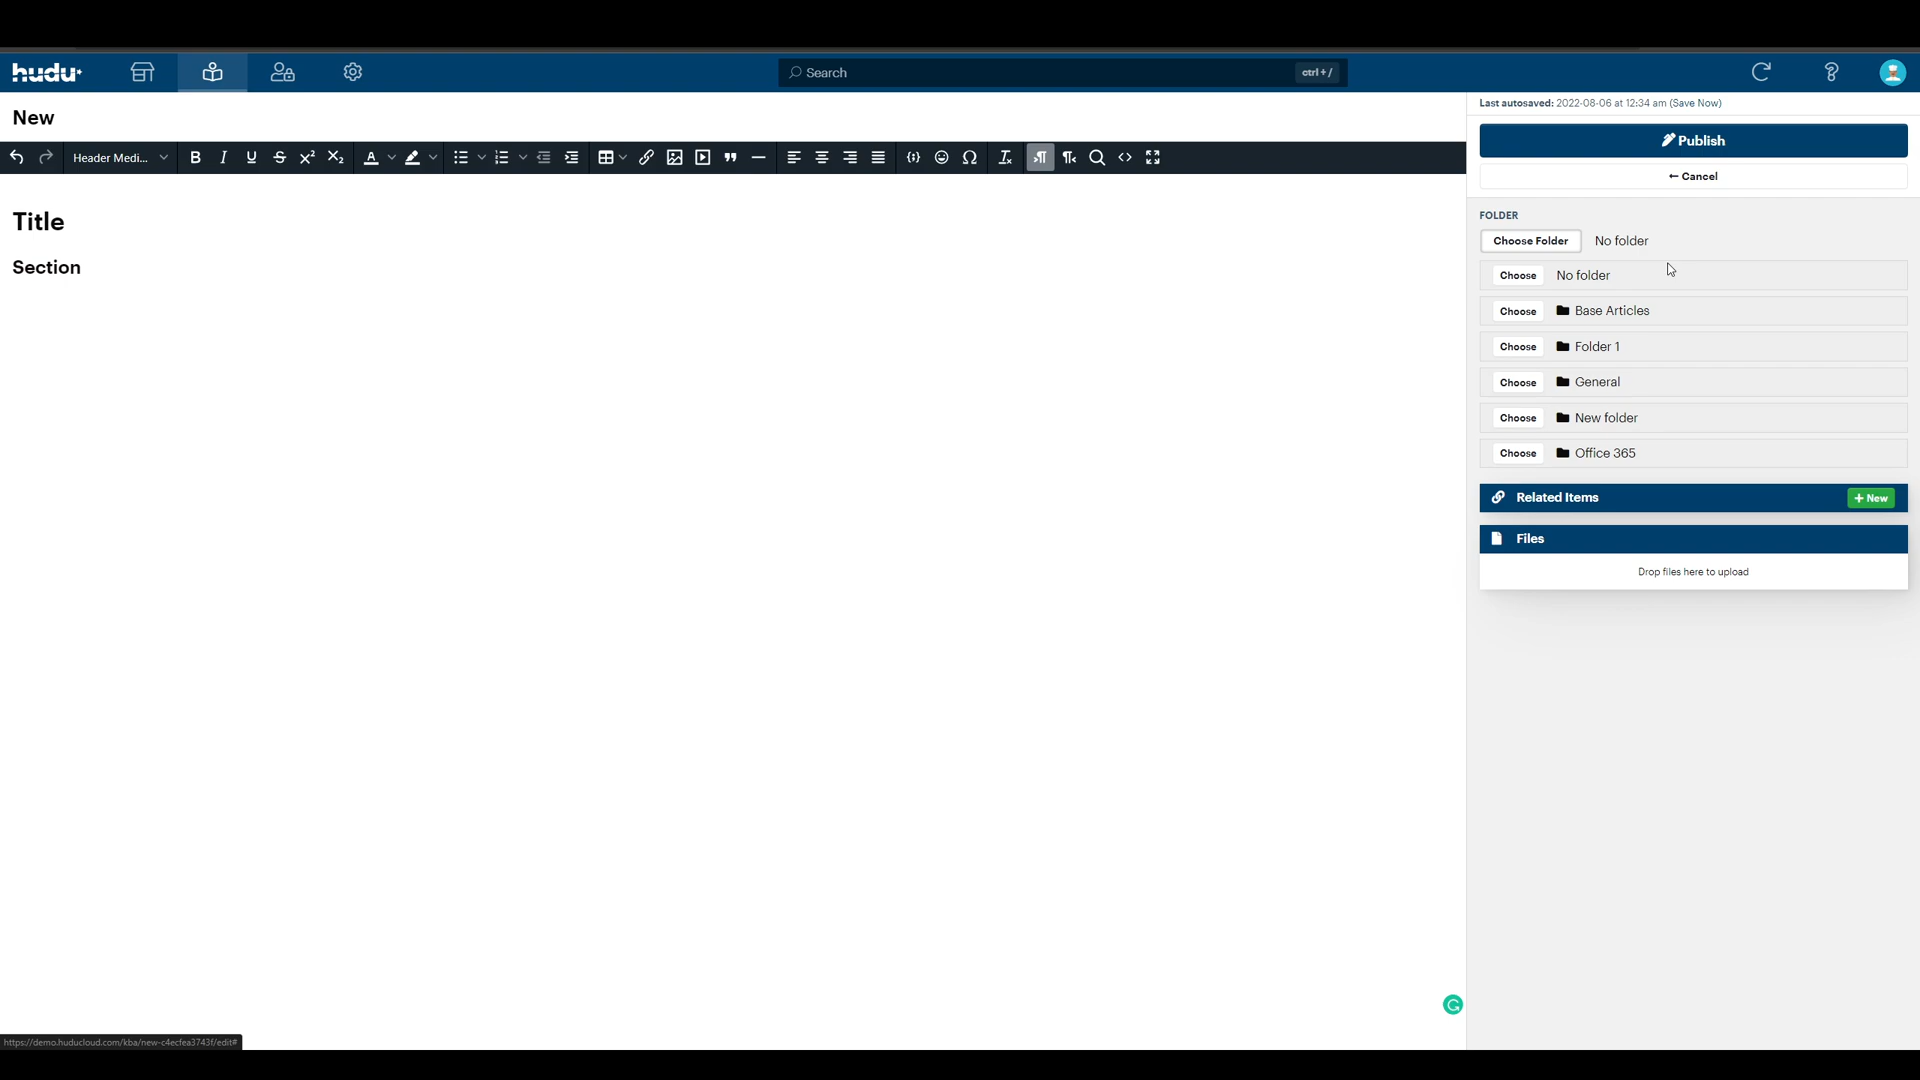 hudu
Search ctrl + /
New
Last autosaved: 2022-08-06 at 12:34 am (Save Now)
Publish
← Cancel
Header Medi...
FOLDER
Choose Folder No folder
Choose No folder
Choose Base Articles
Choose Folder 1
Choose General
Choose New folder
Choose Office 365
Related Items + New
Files
Drop files here to upload
Title
Section
https://demo.huducloud.com/kba/new-c4ecfea3743f/edit#